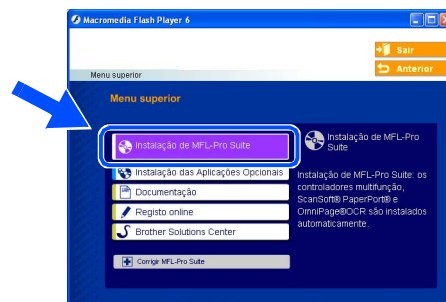 Macromedia Flash Player 6
Sair
Anterior
Menu superior
Menu superior
Instalação de MFL-Pro Suite
Instalação das Aplicações Opcionais
Documentação
Registo online
Brother Solutions Center
Corrigir MFL-Pro Suite
Instalação de MFL-Pro
Suite
Instalação de MFL-Pro Suite: os
controladores multifunção,
ScanSoft® PaperPort® e
OmniPage®OCR são instalados
automaticamente.